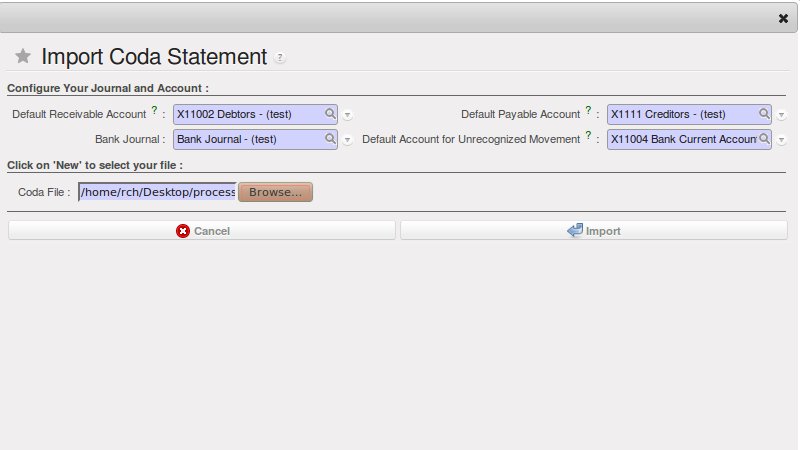 Import Coda Statement ?
Configure Your Journal and Account :
Default Receivable Account ? : X11002 Debtors - (test) Default Payable Account ? : X1111 Creditors - (test)
Bank Journal : Bank Journal - (test) Default Account for Unrecognized Movement ? : X11004 Bank Current Accoun
Click on 'New' to select your file :
Coda File : /home/rch/Desktop/process Browse...
Cancel Import